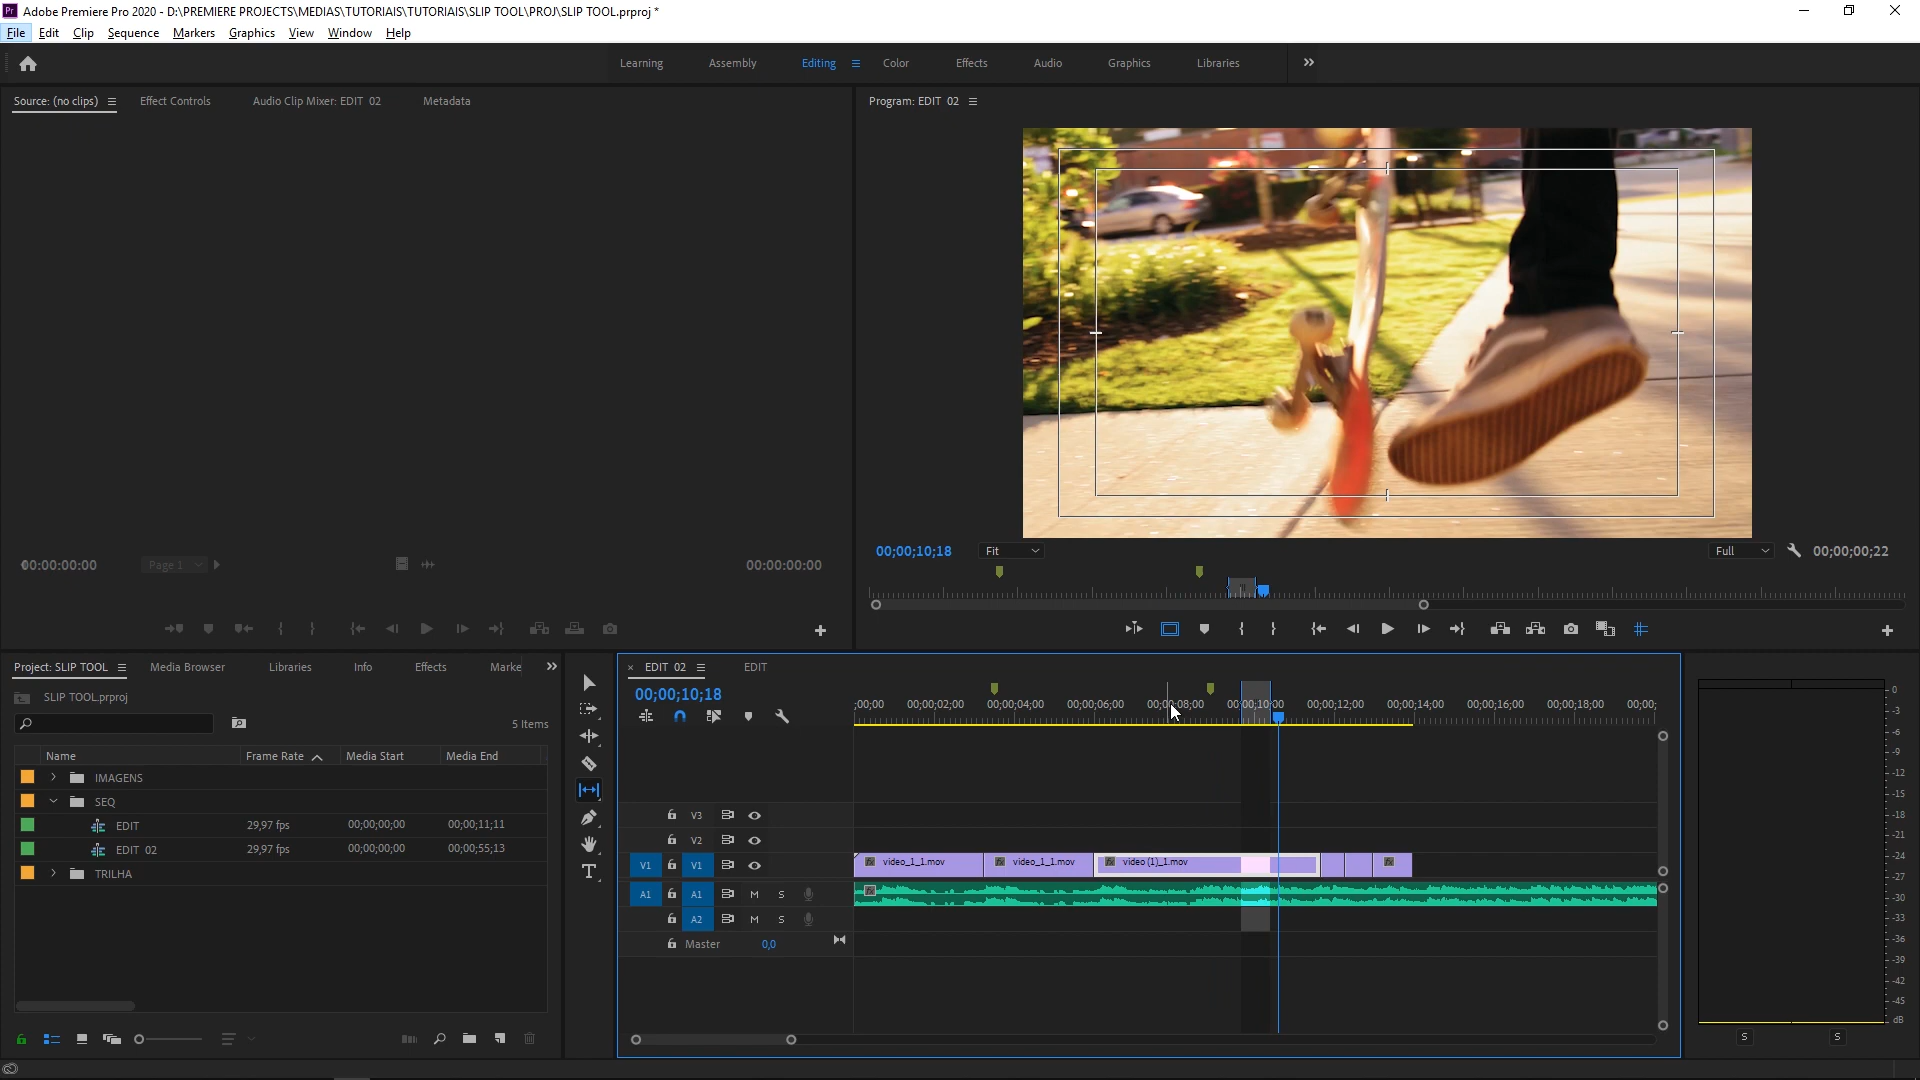 Adobe Premiere Pro 2020 - D:\PREMIERE PROJECTS\MEDIAS\TUTORIAIS\TUTORIAIS\SLIP TOOL\PROJ\SLIP TOOL.prproj *
File Edit Clip Sequence Markers Graphics View Window Help
Learning Assembly Editing Color Effects Audio Graphics Libraries
Source: (no clips) Effect Controls Audio Clip Mixer: EDIT 02 Metadata
Program: EDIT 02
00:00:00:00 Page 1 00:00:00:00
00;00;10;18 Fit Full 00;00;00;22
Project: SLIP TOOL Media Browser Libraries Info Effects Marke
SLIP TOOL.prproj
5 Items
Name Frame Rate Media Start Media End
IMAGENS
SEQ
EDIT 29,97 fps 00;00;00;00 00;00;11;11
EDIT 02 29,97 fps 00;00;00;00 00;00;55;13
TRILHA
EDIT 02 EDIT
00;00;10;18
;00;00 00;00;02;00 00;00;04;00 00;00;06;00 00;00;08;00 00;00;10;00 00;00;12;00 00;00;14;00 00;00;16;00 00;00;18;00 00;00;
V3
V2
V1 V1 video_1_1.mov video_1_1.mov video (1)_1.mov
A1 A1 M S
A2 M S
Master 0,0
0
-3
-6
-9
-12
-15
-18
-21
-24
-27
-30
-33
-36
-39
-42
-45
dB
S S